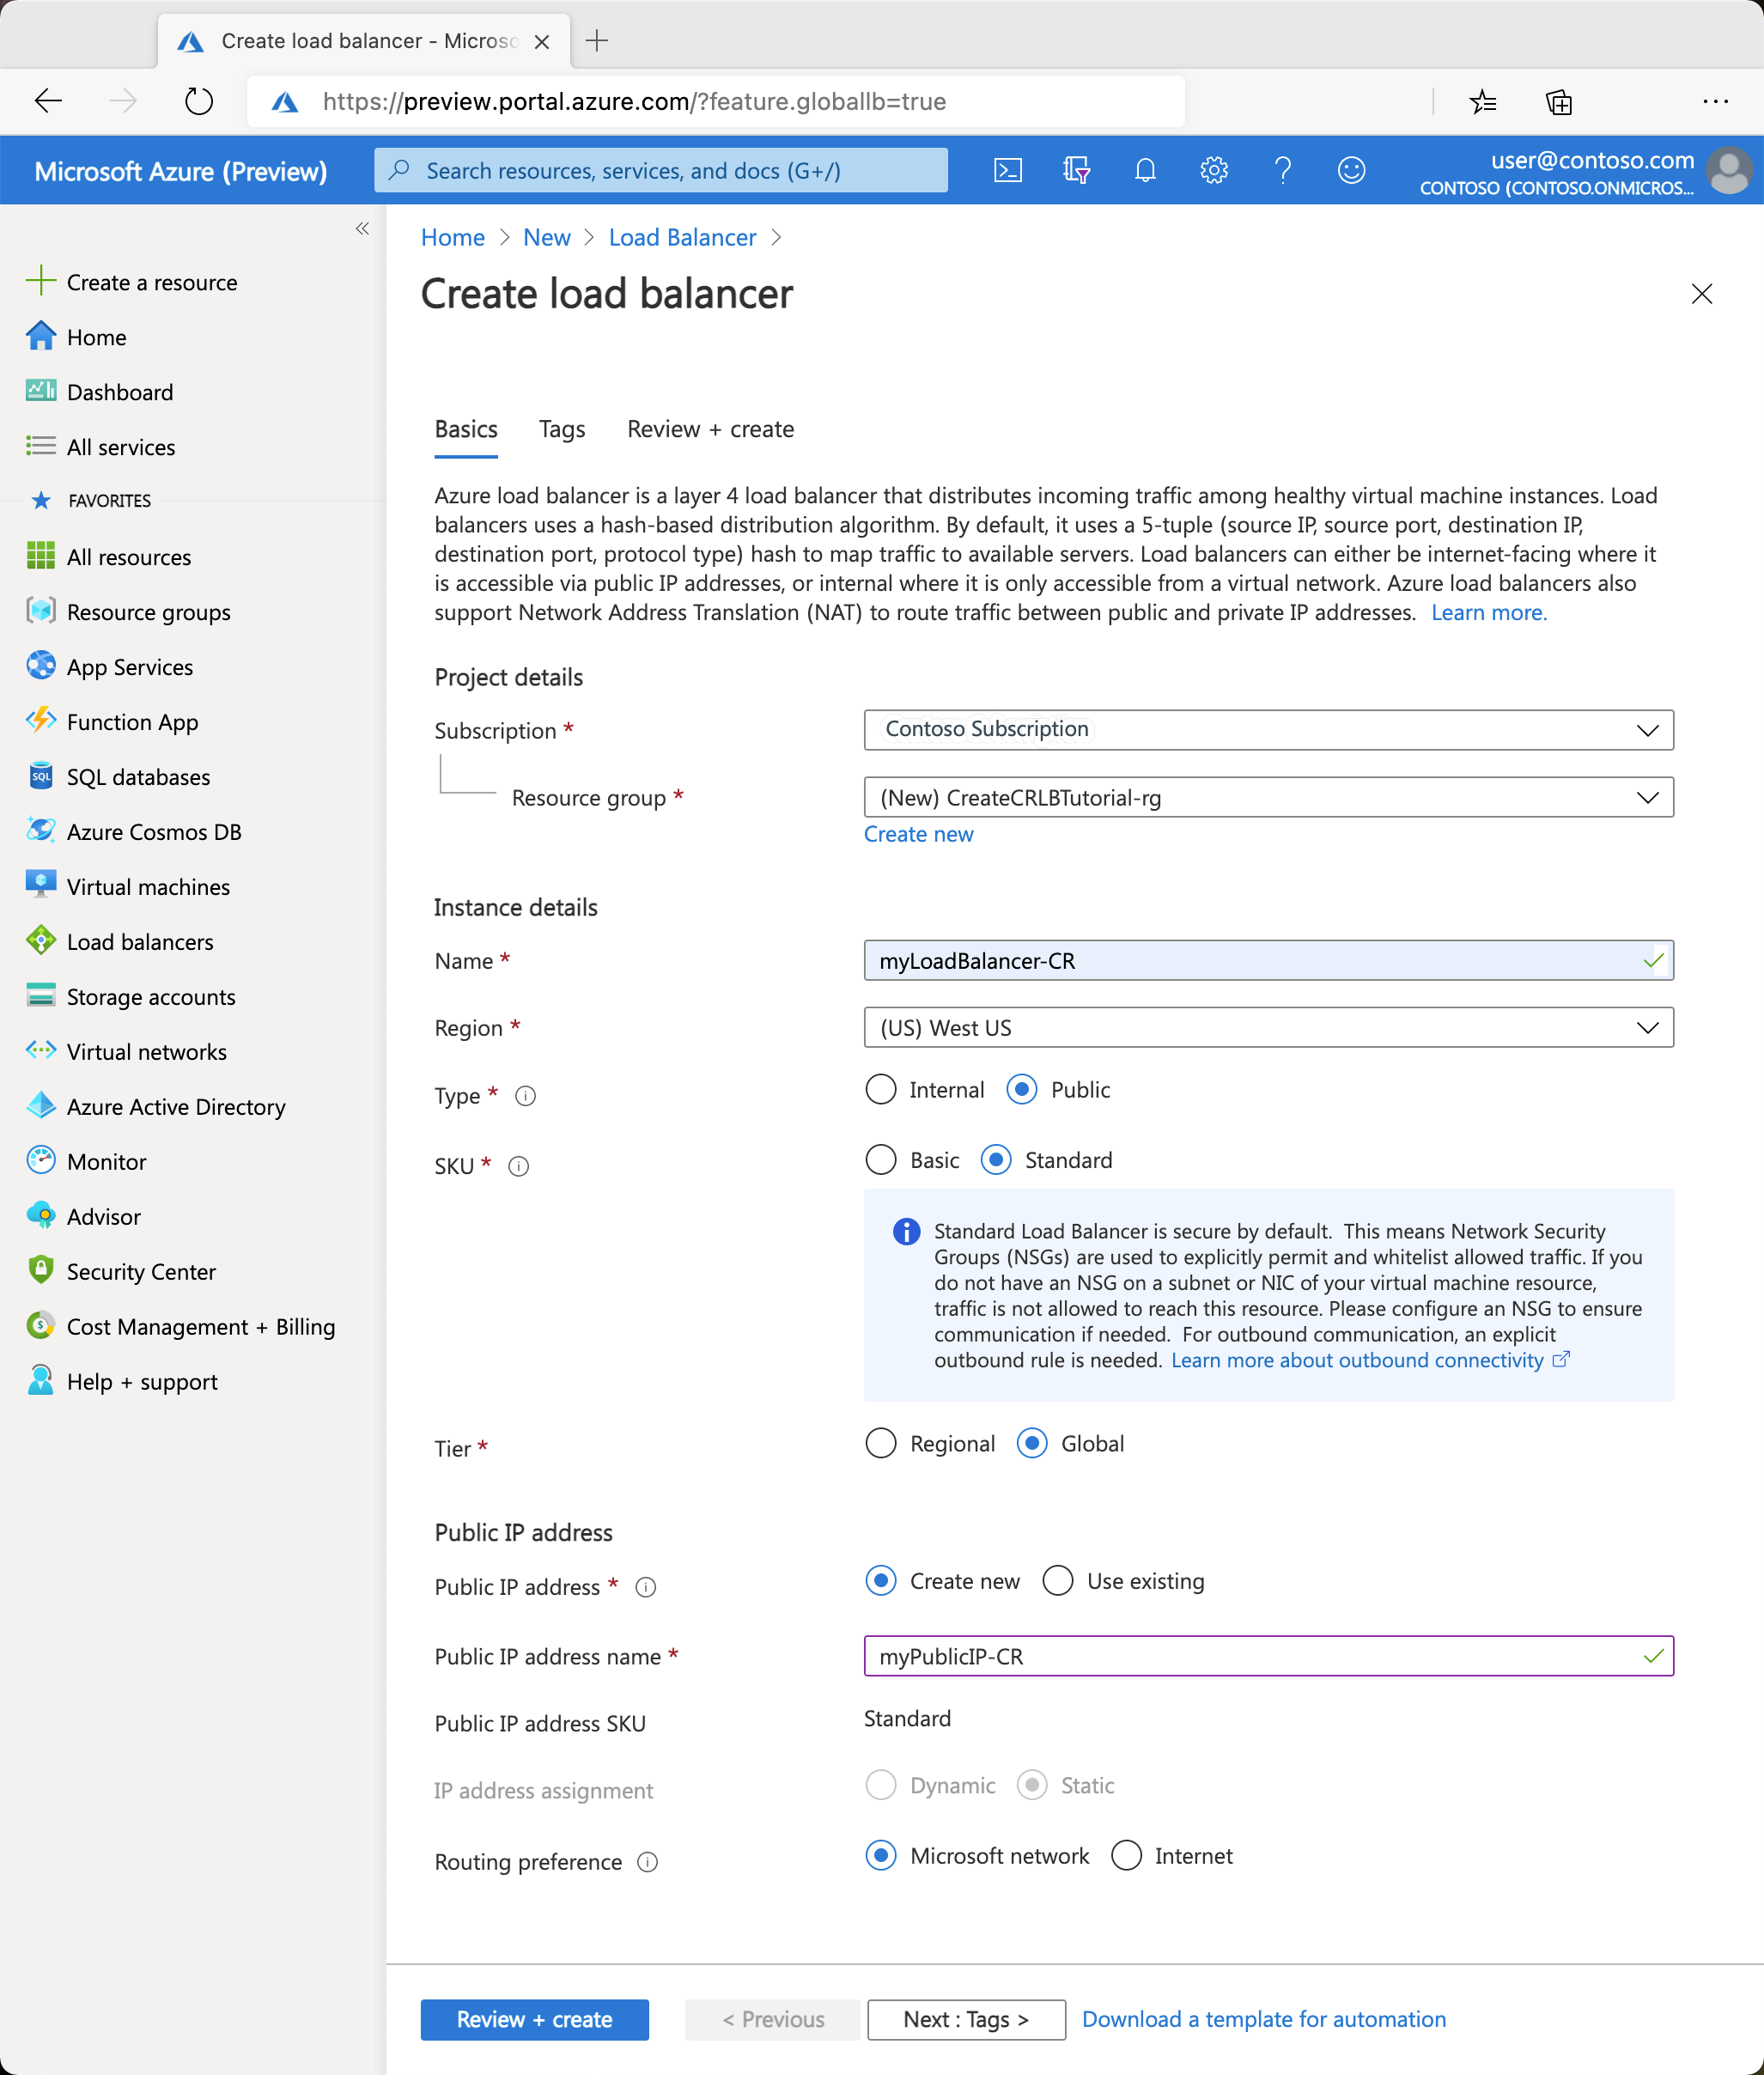 Create load balancer - Micros
https://preview.portal.azure.com/?feature.globallb=true
Microsoft Azure (Preview)
Search resources, services, and docs (G+/)
user@contoso.com
CONTOSO (CONTOSO.ONMICROS...
«
Create a resource
Home
Dashboard
All services
FAVORITES
All resources
Resource groups
App Services
Function App
SQL databases
Azure Cosmos DB
Virtual machines
Load balancers
Storage accounts
Virtual networks
Azure Active Directory
Monitor
Advisor
Security Center
Cost Management + Billing
Help + support
Home > New > Load Balancer >
Create load balancer
Basics
Tags
Review + create
Azure load balancer is a layer 4 load balancer that distributes incoming traffic among healthy virtual machine instances. Load
balancers uses a hash-based distribution algorithm. By default, it uses a 5-tuple (source IP, source port, destination IP,
destination port, protocol type) hash to map traffic to available servers. Load balancers can either be internet-facing where it
is accessible via public IP addresses, or internal where it is only accessible from a virtual network. Azure load balancers also
support Network Address Translation (NAT) to route traffic between public and private IP addresses. Learn more.
Project details
Subscription *
Contoso Subscription
Resource group *
(New) CreateCRLBTutorial-rg
Create new
Instance details
Name *
myLoadBalancer-CR
Region *
(US) West US
Type *
Internal
Public
SKU *
Basic
Standard
Standard Load Balancer is secure by default. This means Network Security
Groups (NSGs) are used to explicitly permit and whitelist allowed traffic. If you
do not have an NSG on a subnet or NIC of your virtual machine resource,
traffic is not allowed to reach this resource. Please configure an NSG to ensure
communication if needed. For outbound communication, an explicit
outbound rule is needed. Learn more about outbound connectivity
Tier *
Regional
Global
Public IP address
Public IP address *
Create new
Use existing
Public IP address name *
myPublicIP-CR
Public IP address SKU
Standard
IP address assignment
Dynamic
Static
Routing preference
Microsoft network
Internet
Review + create
< Previous
Next : Tags >
Download a template for automation